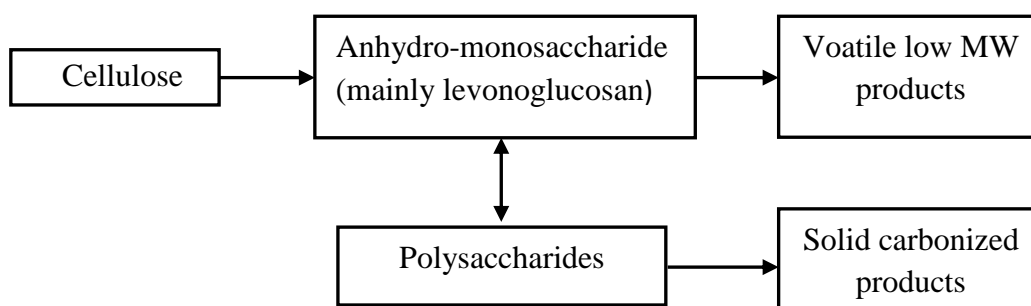 Cellulose
Anhydro-monosaccharide
(mainly levonoglucosan)
Voatile low MW
products
Polysaccharides
Solid carbonized
products